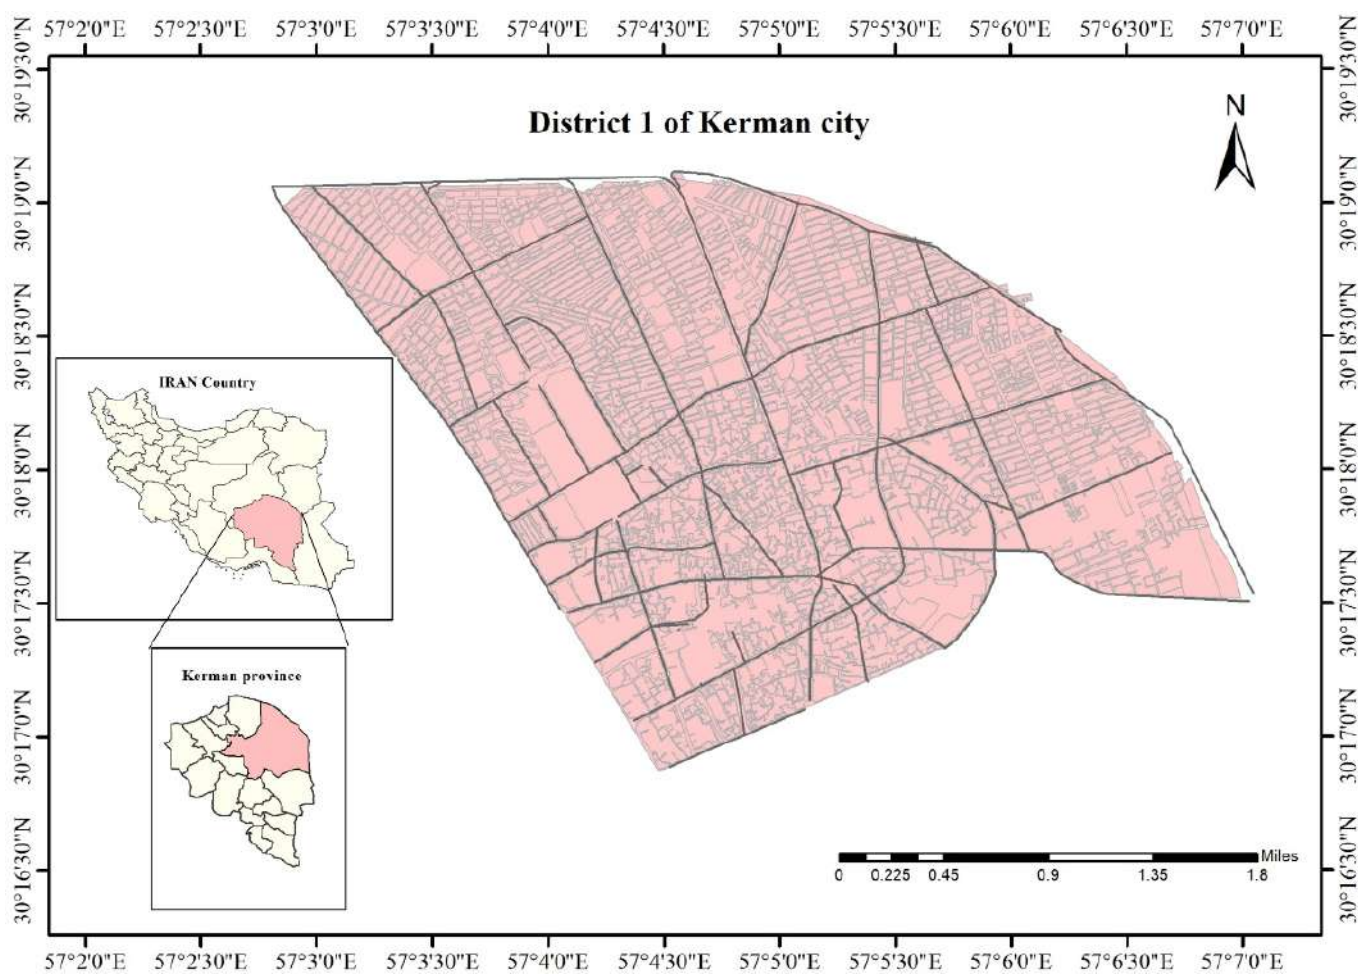 57°2'0"E 57°2'30"E 57°3'0"E 57°3'30"E 57°4'0"E 57°4'30"E 57°5'0"E 57°5'30"E 57°6'0"E 57°6'30"E 57°7'0"E
30°19'30"N 30°19'0"N 30°18'30"N 30°18'0"N 30°17'30"N 30°17'0"N 30°16'30"N
District 1 of Kerman city
N
IRAN Country
Kerman province
Miles
0 0.225 0.45 0.9 1.35 1.8
30°19'30"N 30°19'0"N 30°18'30"N 30°18'0"N 30°17'30"N 30°17'0"N 30°16'30"N
57°2'0"E 57°2'30"E 57°3'0"E 57°3'30"E 57°4'0"E 57°4'30"E 57°5'0"E 57°5'30"E 57°6'0"E 57°6'30"E 57°7'0"E